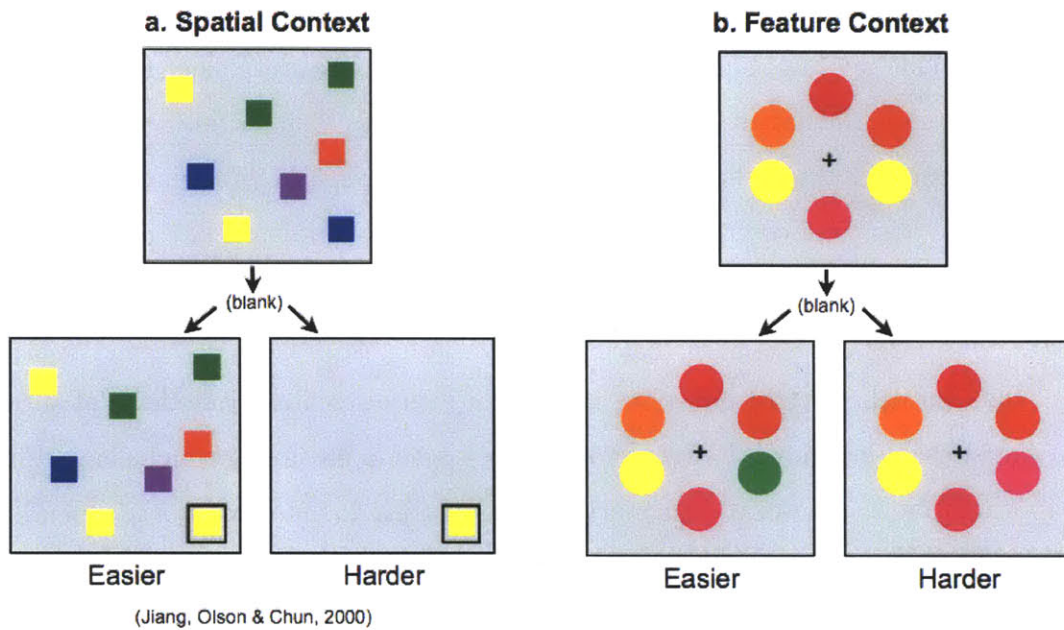 a. Spatial Context
(blank)
Easier
Harder
(Jiang, Olson & Chun, 2000)
b. Feature Context
+
(blank)
+
+
Easier
Harder